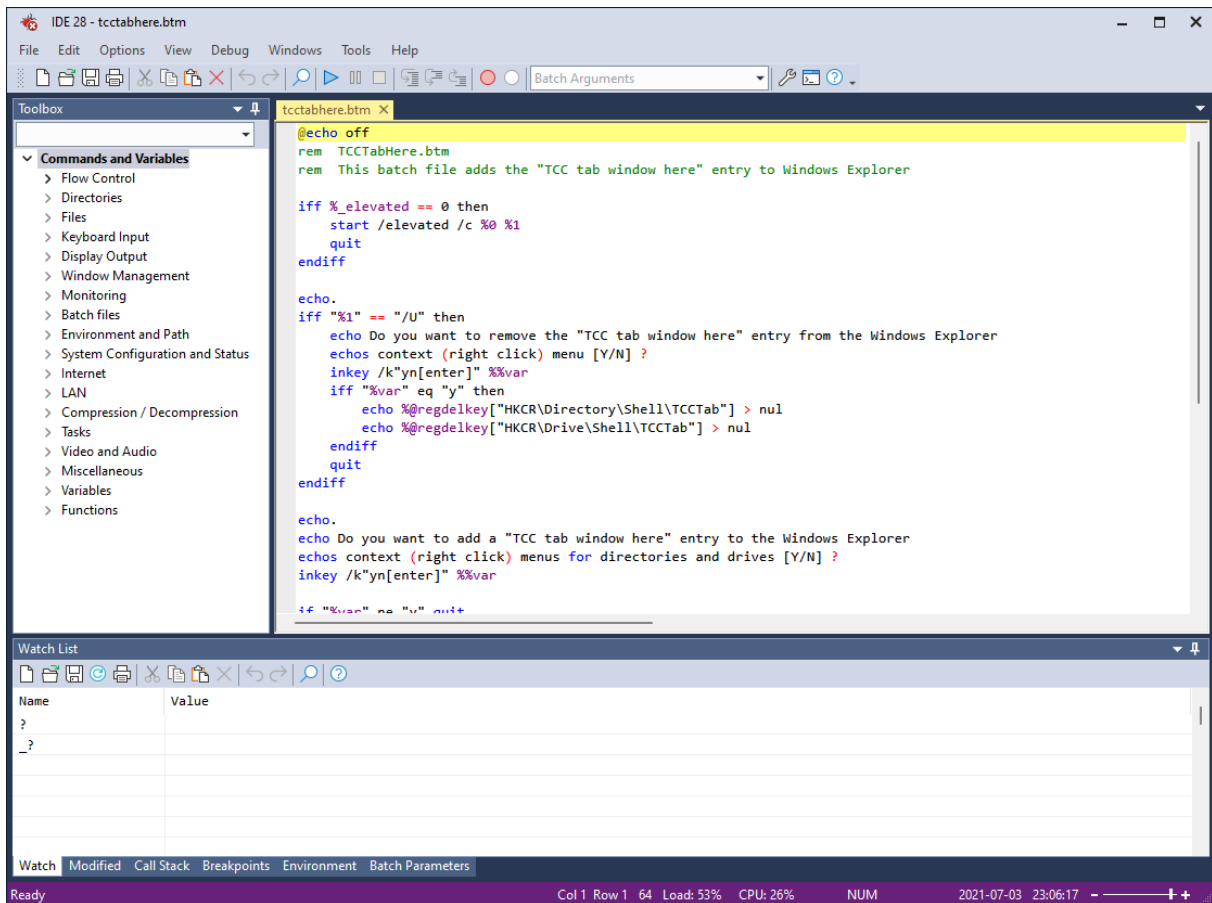 IDE 28 - tcctabhere.btm
File Edit Options View Debug Windows Tools Help
Batch Arguments
Toolbox
tcctabhere.btm
Commands and Variables
Flow Control
Directories
Files
Keyboard Input
Display Output
Window Management
Monitoring
Batch files
Environment and Path
System Configuration and Status
Internet
LAN
Compression / Decompression
Tasks
Video and Audio
Miscellaneous
Variables
Functions
@echo off
rem  TCCTabHere.btm
rem  This batch file adds the "TCC tab window here" entry to Windows Explorer
iff %_elevated == 0 then
    start /elevated /c %0 %1
    quit
endiff
echo.
iff "%1" == "/U" then
    echo Do you want to remove the "TCC tab window here" entry from the Windows Explorer
    echos context (right click) menu [Y/N] ?
    inkey /k"yn[enter]" %%var
    iff "%var" eq "y" then
        echo %@regdelkey["HKCR\Directory\Shell\TCCTab"] > nul
        echo %@regdelkey["HKCR\Drive\Shell\TCCTab"] > nul
    endiff
    quit
endiff
echo.
echo Do you want to add a "TCC tab window here" entry to the Windows Explorer
echos context (right click) menus for directories and drives [Y/N] ?
inkey /k"yn[enter]" %%var
if "%var" ne "y" quit
Watch List
Name Value
?
_?
Watch Modified Call Stack Breakpoints Environment Batch Parameters
Ready Col 1 Row 1 64 Load: 53% CPU: 26% NUM 2021-07-03 23:06:17